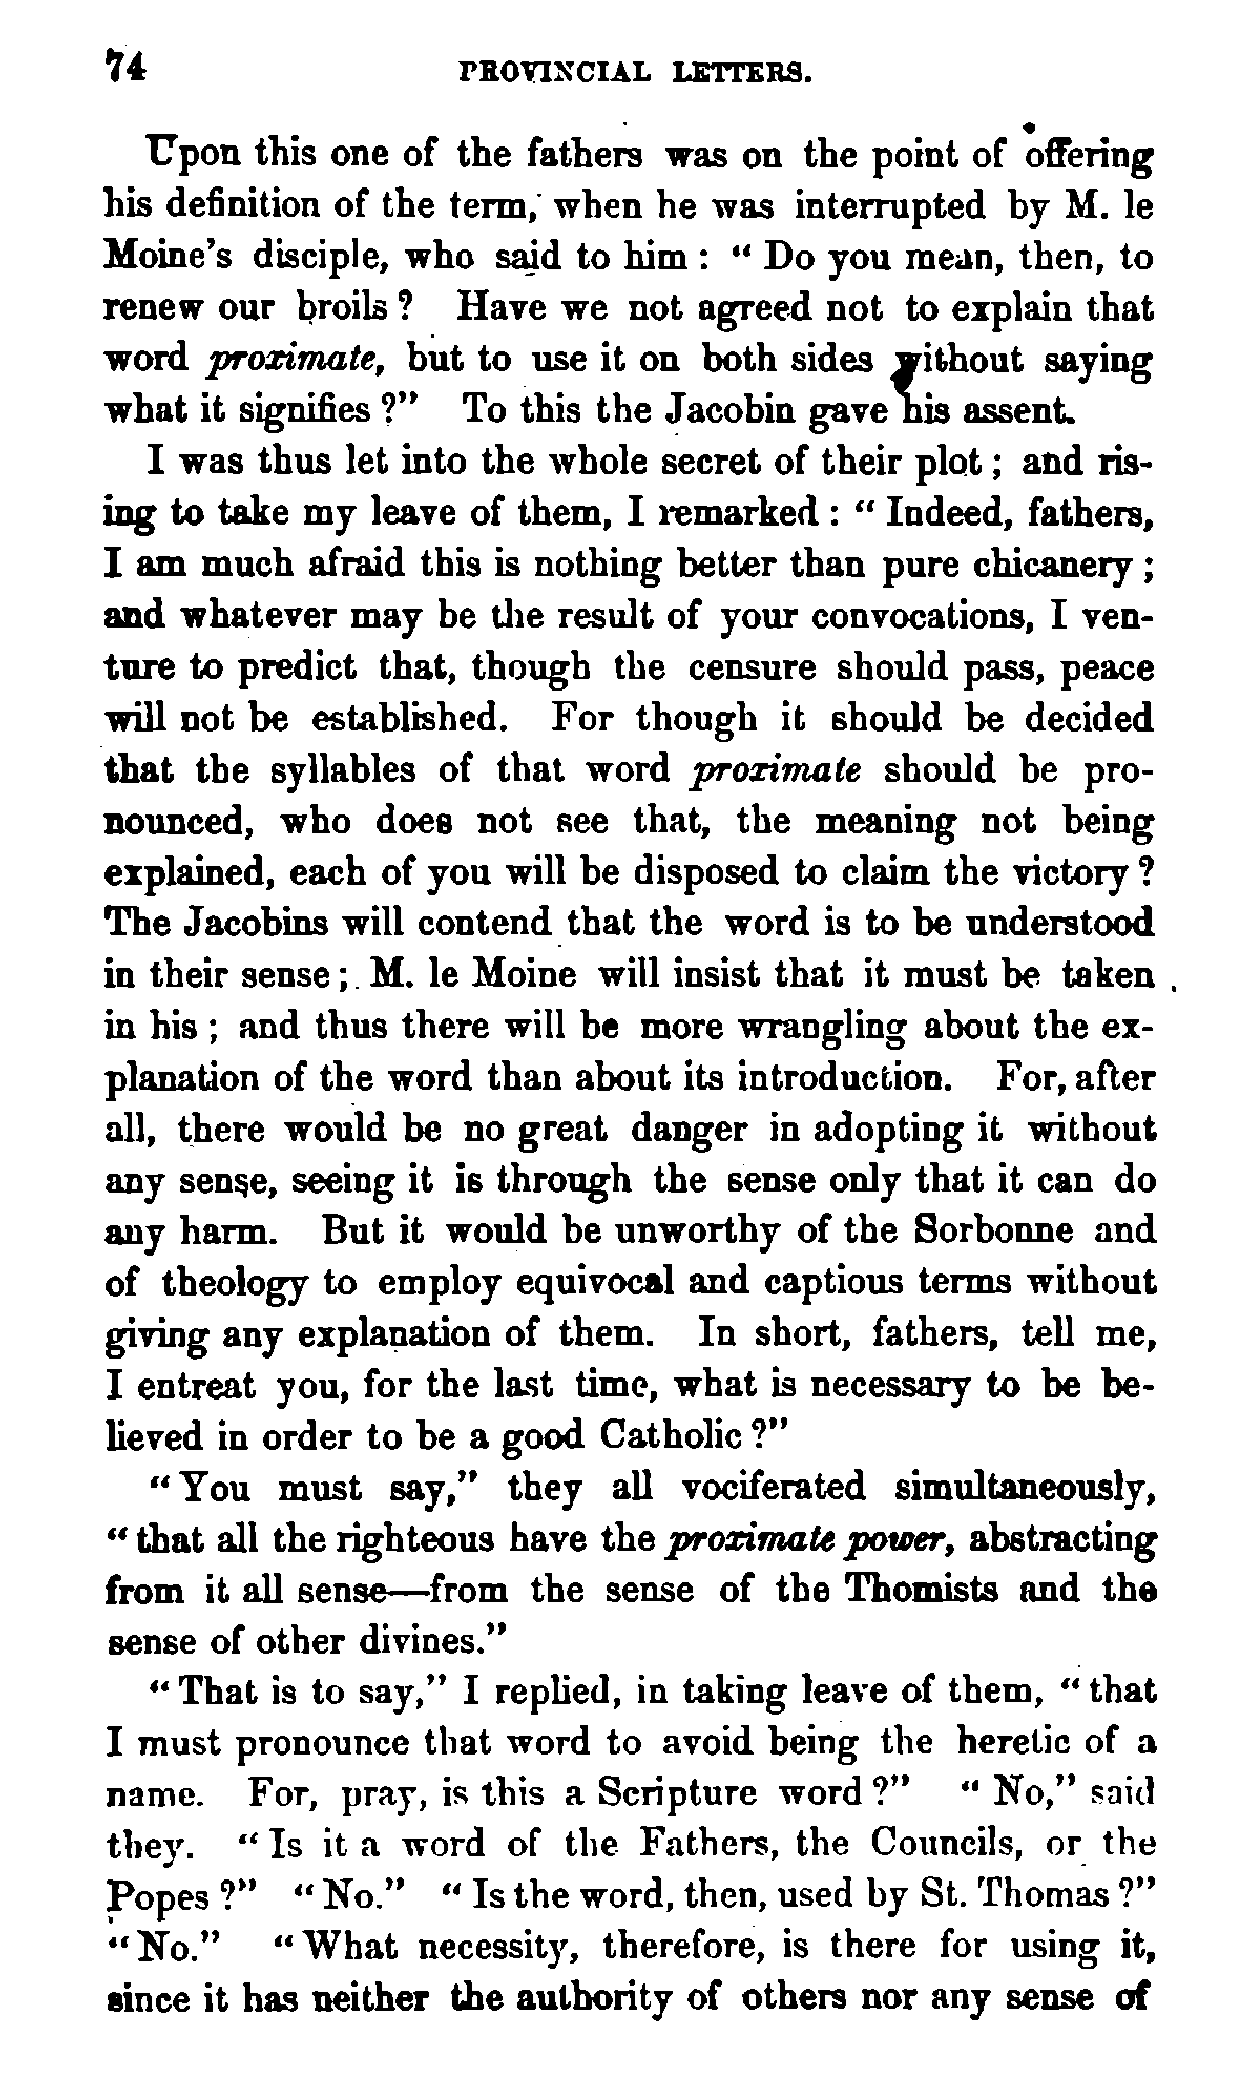 74 PROVINCIAL LETTERS.
Upon this one of the fathers was on the point of offering
his definition of the term, when he was interrupted by M. le
Moine's disciple, who said to him : " Do you mean, then, to
renew our broils ? Have we not agreed not to explain that
word proximate, but to use it on both sides without saying
what it signifies ?" To this the Jacobin gave his assent.
I was thus let into the whole secret of their plot ; and ris-
ing to take my leave of them, I remarked : " Indeed, fathers,
I am much afraid this is nothing better than pure chicanery ;
and whatever may be the result of your convocations, I ven-
ture to predict that, though the censure should pass, peace
will not be established. For though it should be decided
that the syllables of that word proximate should be pro-
nounced, who does not see that, the meaning not being
explained, each of you will be disposed to claim the victory ?
The Jacobins will contend that the word is to be understood
in their sense ; M. le Moine will insist that it must be taken
in his ; and thus there will be more wrangling about the ex-
planation of the word than about its introduction. For, after
all, there would be no great danger in adopting it without
any sense, seeing it is through the sense only that it can do
any harm. But it would be unworthy of the Sorbonne and
of theology to employ equivocal and captious terms without
giving any explanation of them. In short, fathers, tell me,
I entreat you, for the last time, what is necessary to be be-
lieved in order to be a good Catholic ?"
" You must say," they all vociferated simultaneously,
" that all the righteous have the proximate power, abstracting
from it all sense—from the sense of the Thomists and the
sense of other divines."
" That is to say," I replied, in taking leave of them, " that
I must pronounce that word to avoid being the heretic of a
name. For, pray, is this a Scripture word ?" " No," said
they. " Is it a word of the Fathers, the Councils, or the
Popes ?" " No." " Is the word, then, used by St. Thomas ?"
" No." " What necessity, therefore, is there for using it,
since it has neither the authority of others nor any sense of